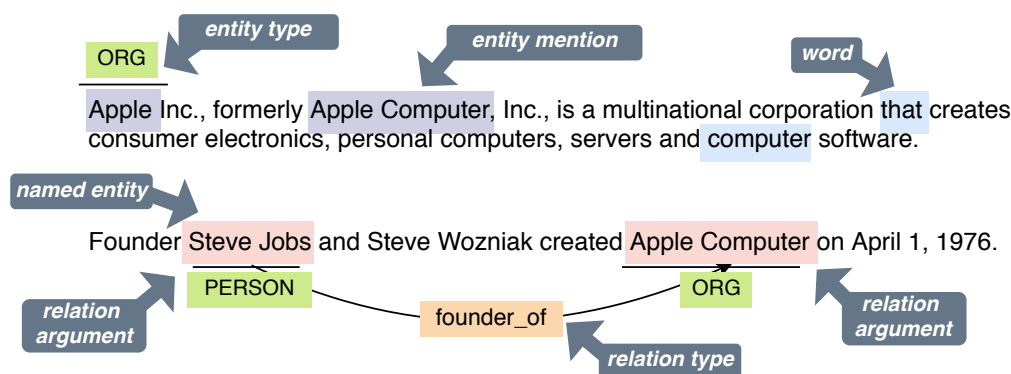 entity type
entity mention
word
ORG
Apple Inc., formerly Apple Computer, Inc., is a multinational corporation that creates
consumer electronics, personal computers, servers and computer software.
named entity
Founder Steve Jobs and Steve Wozniak created Apple Computer on April 1, 1976.
PERSON
ORG
relation
argument
founder_of
relation
argument
relation type